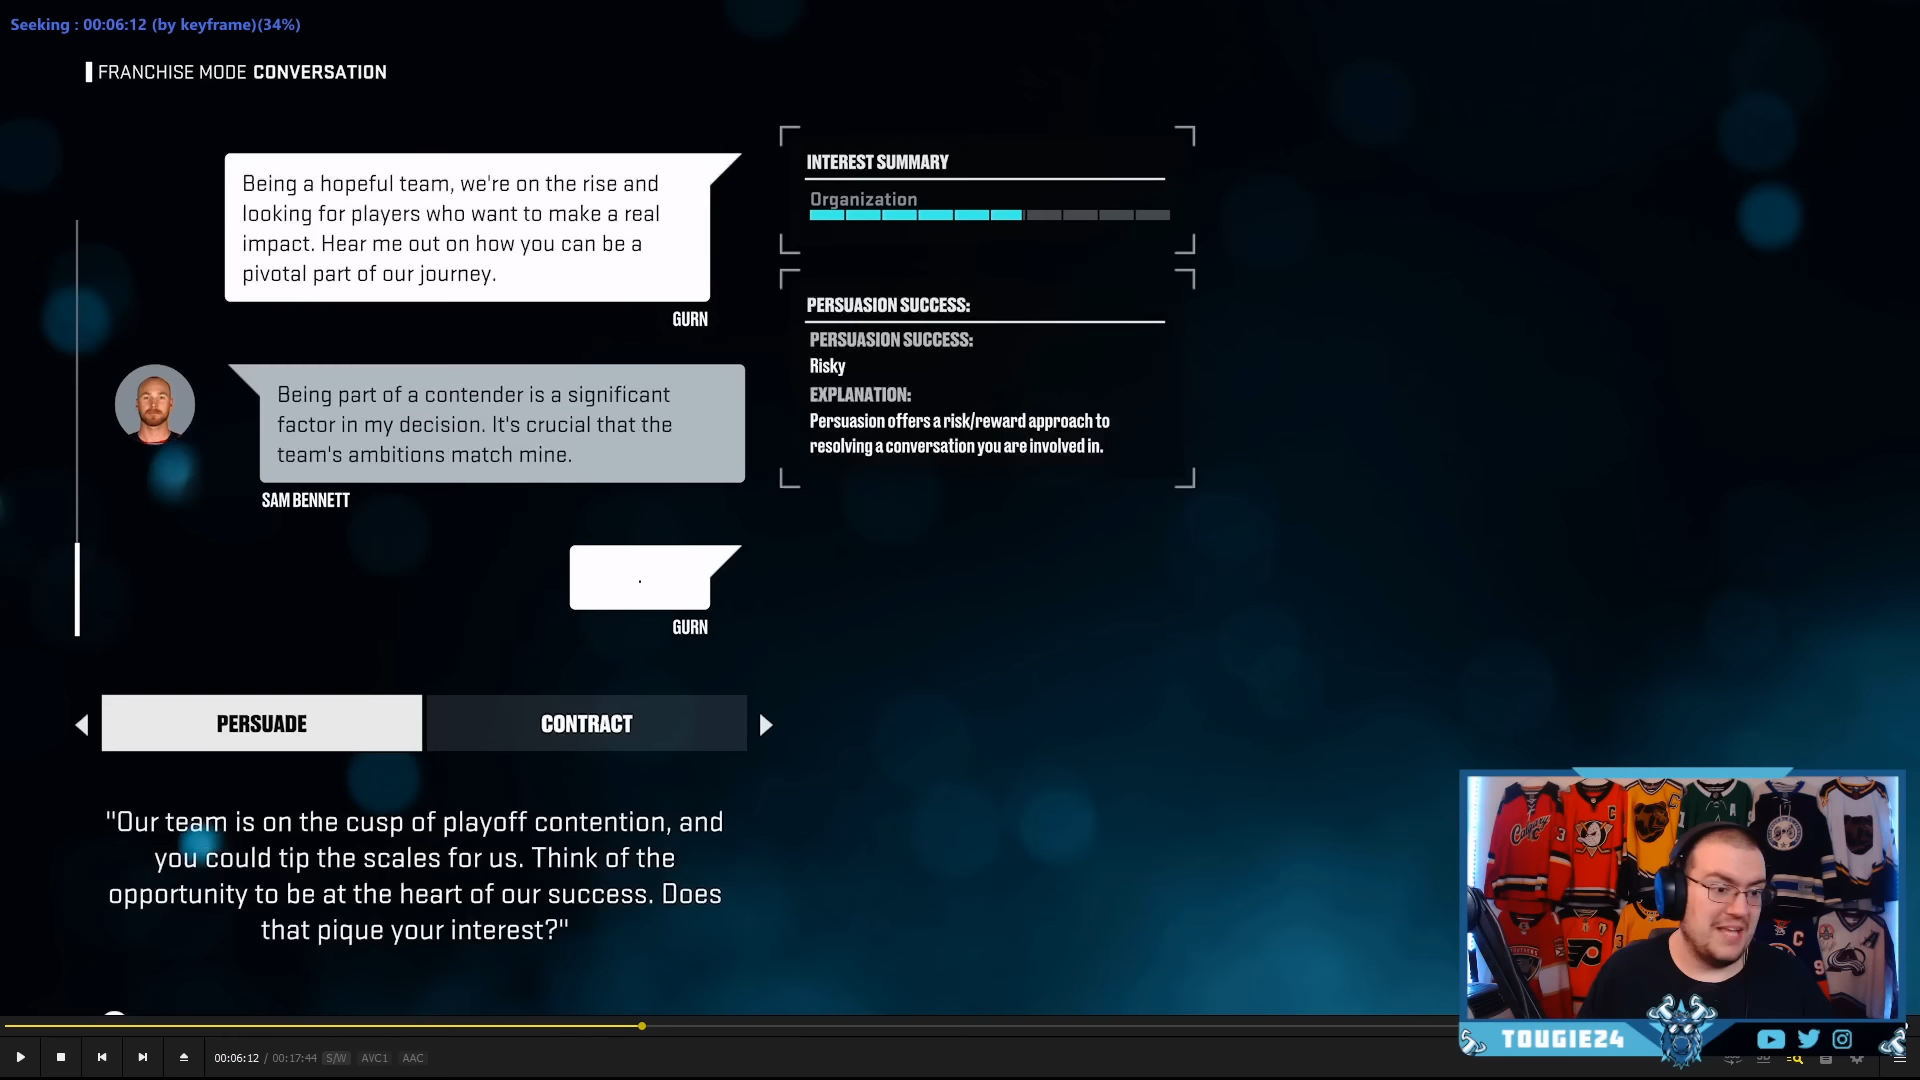 Seeking : 00:06:12 (by keyframe)(34%)
FRANCHISE MODE CONVERSATION
Being a hopeful team, we're on the rise and
looking for players who want to make a real
impact. Hear me out on how you can be a
pivotal part of our journey.
GURN
Being part of a contender is a significant
factor in my decision. It's crucial that the
team's ambitions match mine.
SAM BENNETT
.
GURN
INTEREST SUMMARY
Organization
PERSUASION SUCCESS:
PERSUASION SUCCESS:
Risky
EXPLANATION:
Persuasion offers a risk/reward approach to
resolving a conversation you are involved in.
PERSUADE
CONTRACT
"Our team is on the cusp of playoff contention, and
you could tip the scales for us. Think of the
opportunity to be at the heart of our success. Does
that pique your interest?"
Calgary
TOUGIE24
00:06:12 / 00:17:44 S/W AVC1 AAC